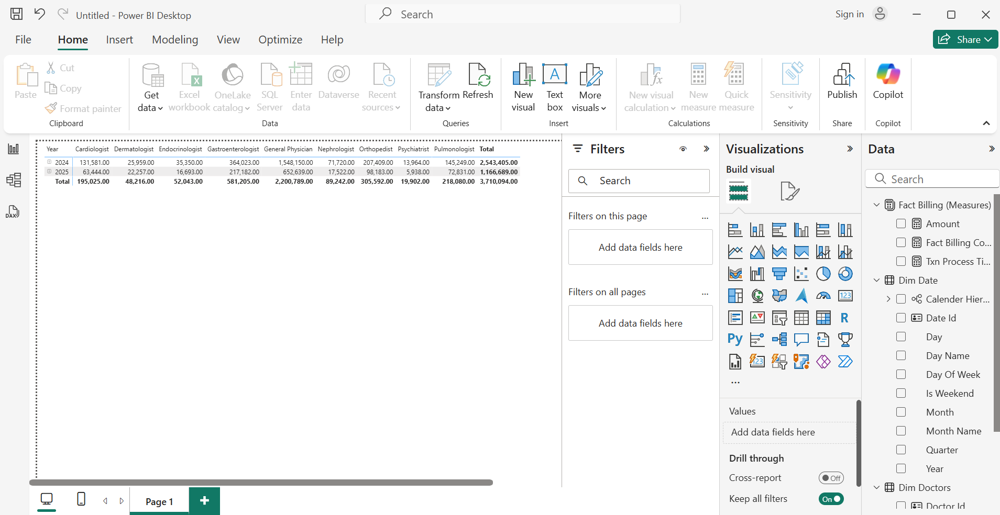 Untitled - Power BI Desktop
Search
Sign in
File Home Insert Modeling View Optimize Help
Share
Paste
Cut
Copy
Format painter
Clipboard
Get data
Excel workbook
OneLake catalog
SQL Server
Enter data
Dataverse
Recent sources
Data
Transform data
Refresh
Queries
New visual
Text box
More visuals
Insert
New visual calculation
New measure
Quick measure
Calculations
Sensitivity
Sensitivity
Publish
Share
Copilot
Copilot
DAX
Year Cardiologist Dermatologist Endocrinologist Gastroenterologist General Physician Nephrologist Orthopedist Psychiatrist Pulmonologist Total
2024 131,581.00 25,959.00 35,350.00 364,023.00 1,548,150.00 71,720.00 207,409.00 13,964.00 145,249.00 2,543,405.00
2025 63,444.00 22,257.00 16,693.00 217,182.00 652,639.00 17,522.00 98,183.00 5,938.00 72,831.00 1,166,689.00
Total 195,025.00 48,216.00 52,043.00 581,205.00 2,200,789.00 89,242.00 305,592.00 19,902.00 218,080.00 3,710,094.00
Filters
Search
Filters on this page ...
Add data fields here
Filters on all pages ...
Add data fields here
Visualizations
Build visual
123
R
Py
123
...
Values
Add data fields here
Drill through
Cross-report Off
Keep all filters On
Data
Search
Fact Billing (Measures)
Amount
Fact Billing Co...
Txn Process Ti...
Dim Date
Calender Hier...
Date Id
Day
Day Name
Day Of Week
Is Weekend
Month
Month Name
Quarter
Year
Dim Doctors
Doctor Id
Page 1